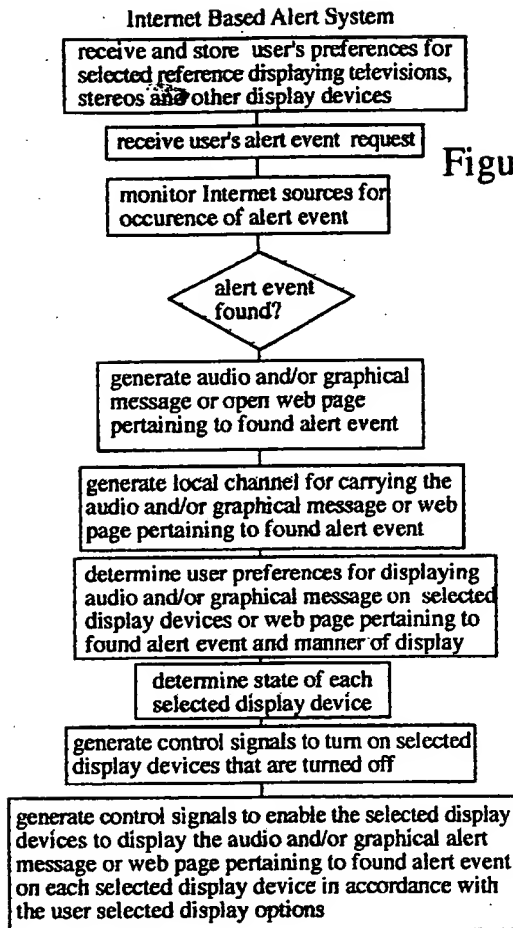 Internet Based Alert System
receive and store user's preferences for
selected reference displaying televisions,
stereos and other display devices
receive user's alert event request
Figu
monitor Internet sources for
occurence of alert event
alert event
found?
generate audio and/or graphical
message or open web page
pertaining to found alert event
generate local channel for carrying the
audio and/or graphical message or web
page pertaining to found alert event
determine user preferences for displaying
audio and/or graphical message on selected
display devices or web page pertaining to
found alert event and manner of display
determine state of each
selected display device
generate control signals to turn on selected
display devices that are turned off
generate control signals to enable the selected display
devices to display the audio and/or graphical alert
message or web page pertaining to found alert event
on each selected display device in accordance with
the user selected display options